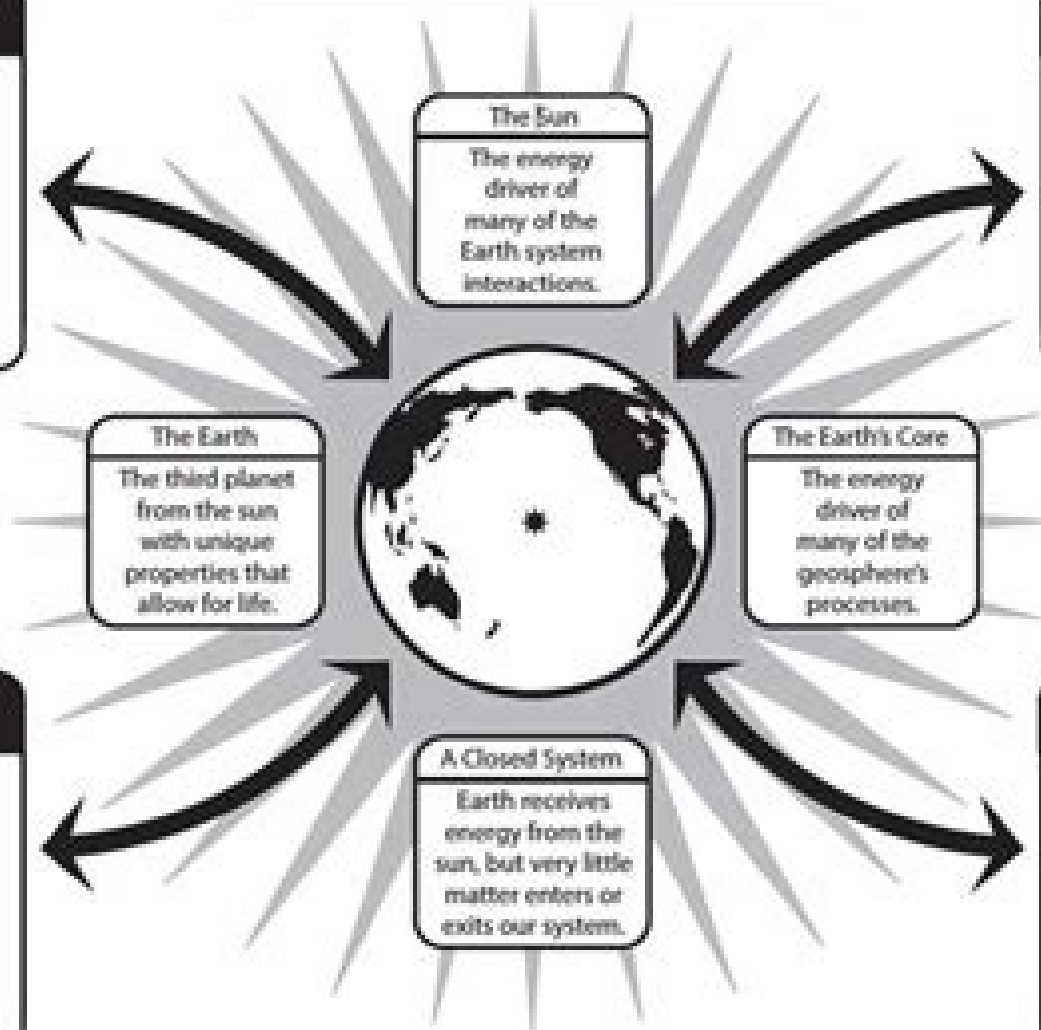 The Sun
The energy
driver of
many of the
Earth system
interactions.
The Earth
The third planet
from the sun
with unique
properties that
allow for life.
The Earth's Core
The energy
driver of
many of the
geosphere's
processes.
A Closed System
Earth receives
energy from the
sun, but very little
matter enters or
exits our system.